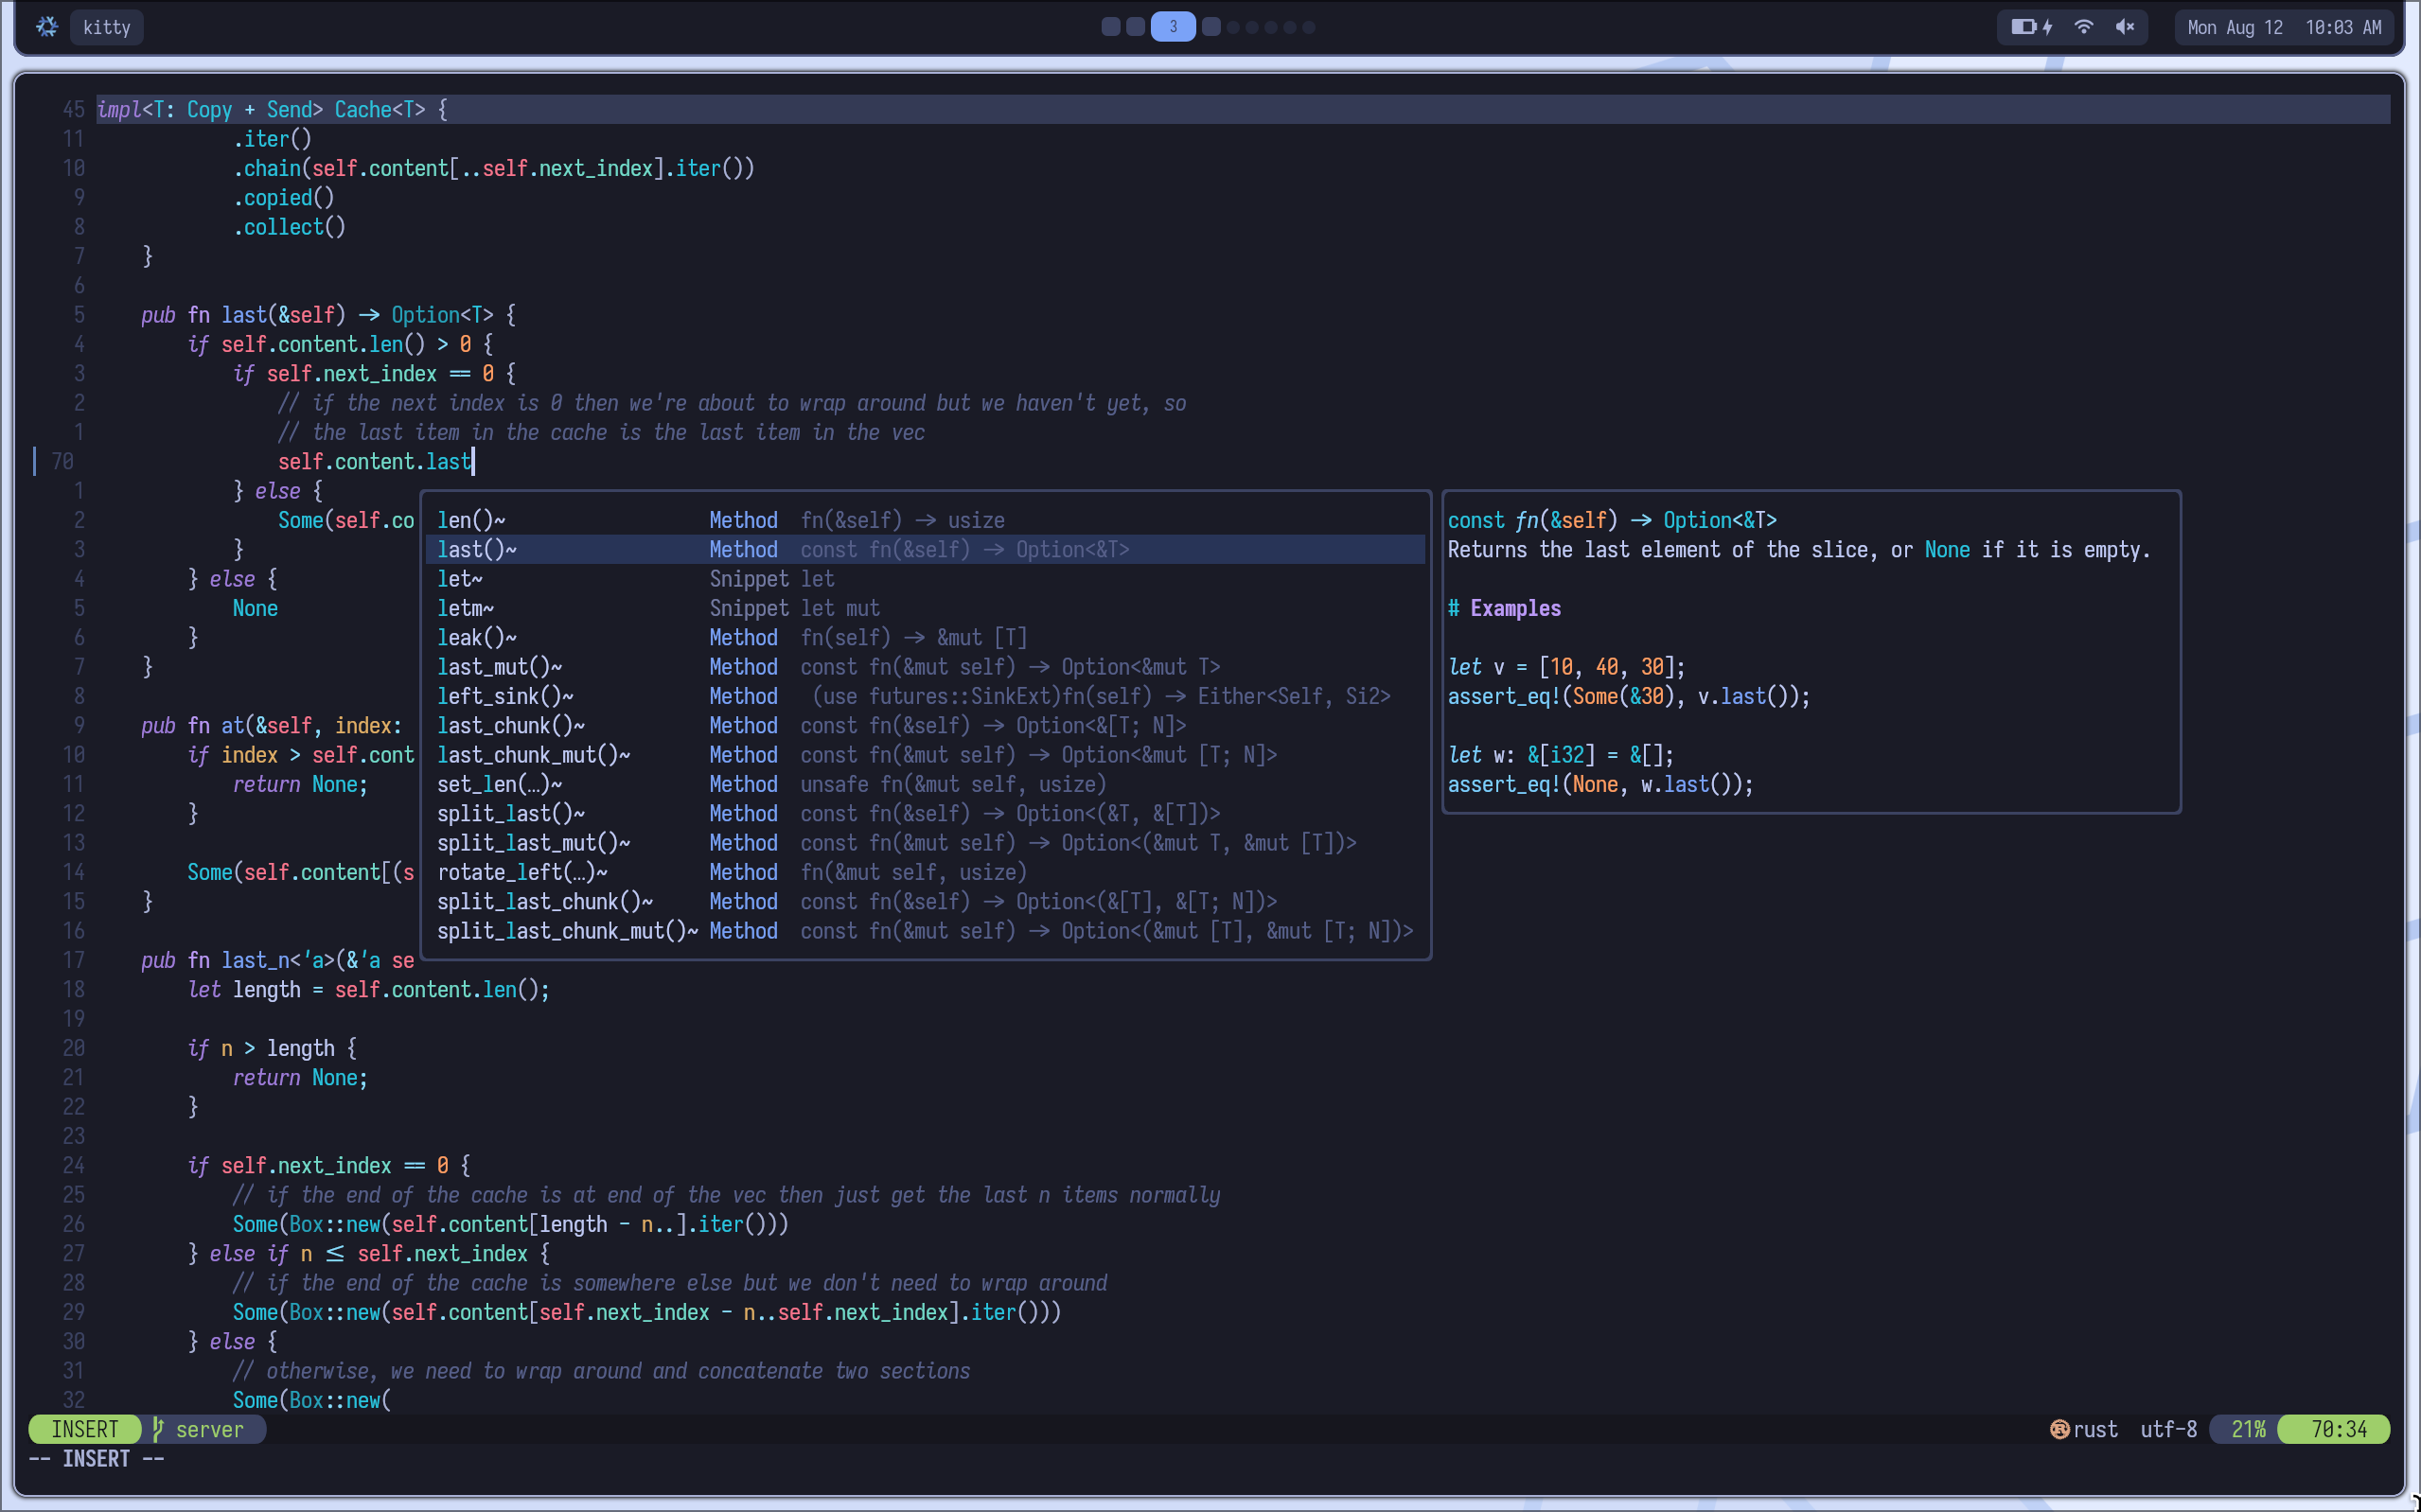 kitty
3
Mon Aug 12 10:03 AM
45 impl<T: Copy + Send> Cache<T> {
11 .iter()
10 .chain(self.content[..self.next_index].iter())
9 .copied()
8 .collect()
7 }
6
5 pub fn last(&self) -> Option<T> {
4 if self.content.len() > 0 {
3 if self.next_index == 0 {
2 // if the next index is 0 then we're about to wrap around but we haven't yet, so
1 // the last item in the cache is the last item in the vec
70 self.content.last
1 } else {
2 Some(self.co
3 }
4 } else {
5 None
6 }
7 }
8
9 pub fn at(&self, index:
10 if index > self.cont
11 return None;
12 }
13
14 Some(self.content[(s
15 }
16
17 pub fn last_n<'a>(&'a se
18 let length = self.content.len();
19
20 if n > length {
21 return None;
22 }
23
24 if self.next_index == 0 {
25 // if the end of the cache is at end of the vec then just get the last n items normally
26 Some(Box::new(self.content[length - n..].iter()))
27 } else if n <= self.next_index {
28 // if the end of the cache is somewhere else but we don't need to wrap around
29 Some(Box::new(self.content[self.next_index - n..self.next_index].iter()))
30 } else {
31 // otherwise, we need to wrap around and concatenate two sections
32 Some(Box::new(
len()~ Method fn(&self) -> usize
last()~ Method const fn(&self) -> Option<&T>
let~ Snippet let
letm~ Snippet let mut
leak()~ Method fn(self) -> &mut [T]
last_mut()~ Method const fn(&mut self) -> Option<&mut T>
left_sink()~ Method (use futures::SinkExt)fn(self) -> Either<Self, Si2>
last_chunk()~ Method const fn(&self) -> Option<&[T; N]>
last_chunk_mut()~ Method const fn(&mut self) -> Option<&mut [T; N]>
set_len(…)~ Method unsafe fn(&mut self, usize)
split_last()~ Method const fn(&self) -> Option<(&T, &[T])>
split_last_mut()~ Method const fn(&mut self) -> Option<(&mut T, &mut [T])>
rotate_left(…)~ Method fn(&mut self, usize)
split_last_chunk()~ Method const fn(&self) -> Option<(&[T], &[T; N])>
split_last_chunk_mut()~ Method const fn(&mut self) -> Option<(&mut [T], &mut [T; N])>
const fn(&self) -> Option<&T>
Returns the last element of the slice, or None if it is empty.
# Examples
let v = [10, 40, 30];
assert_eq!(Some(&30), v.last());
let w: &[i32] = &[];
assert_eq!(None, w.last());
INSERT server rust utf-8 21% 70:34
-- INSERT --